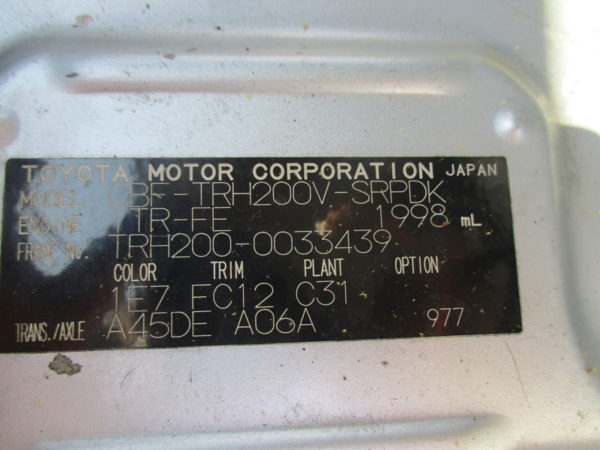 TOYOTA MOTOR CORPORATION JAPAN
MODEL CBF-TRH200V-SRPDK
ENGINE 1TR-FE 1998 mL
FRAME No. TRH200-0033439
COLOR TRIM PLANT OPTION
1E7 FC12 C31
TRANS./AXLE A45DE A06A 977